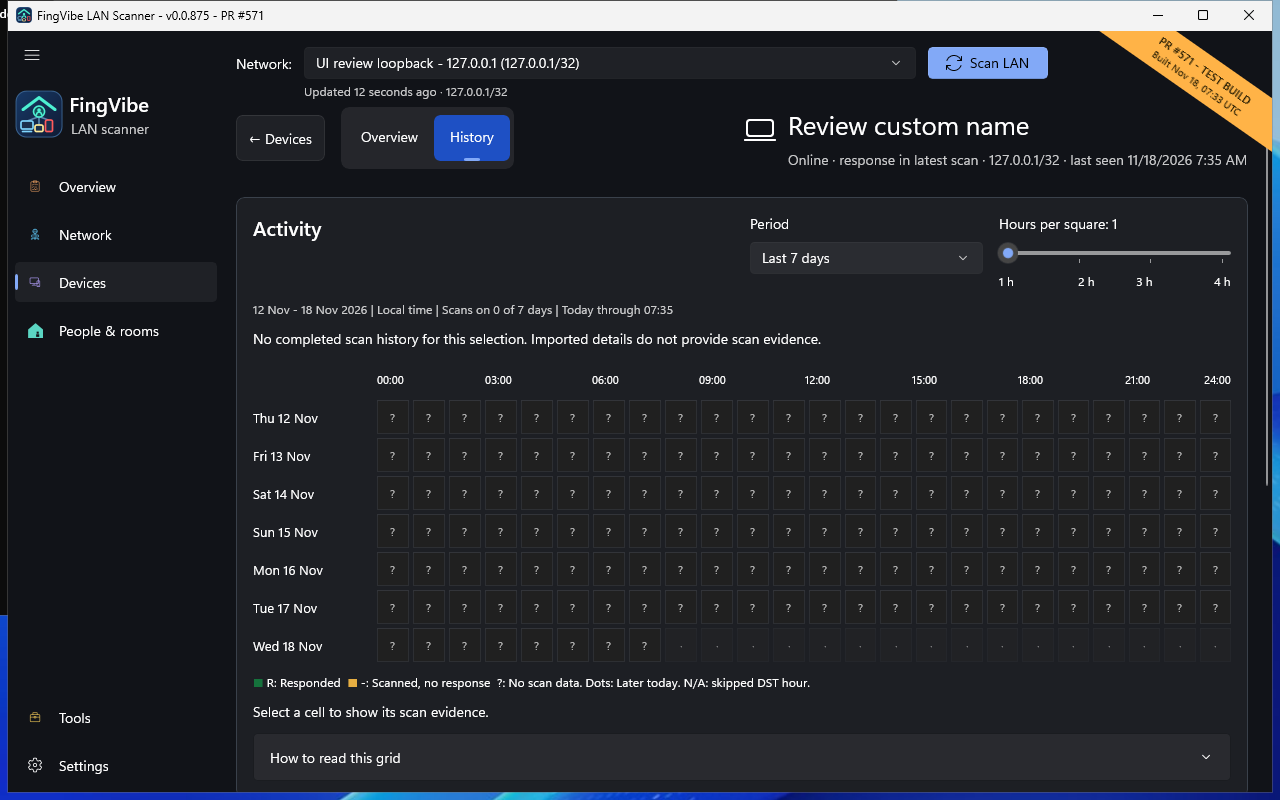 FingVibe LAN Scanner - v0.0.875 - PR #571
PR #571 - TEST BUILD
Built Nov 18, 07:33 UTC
Network:
UI review loopback - 127.0.0.1 (127.0.0.1/32)
Scan LAN
Updated 12 seconds ago · 127.0.0.1/32
FingVibe
LAN scanner
← Devices
Overview
History
Review custom name
Online · response in latest scan · 127.0.0.1/32 · last seen 11/18/2026 7:35 AM
Overview
Network
Devices
People & rooms
Tools
Settings
Activity
Period
Last 7 days
Hours per square: 1
1 h 2 h 3 h 4 h
12 Nov - 18 Nov 2026 | Local time | Scans on 0 of 7 days | Today through 07:35
No completed scan history for this selection. Imported details do not provide scan evidence.
00:00 03:00 06:00 09:00 12:00 15:00 18:00 21:00 24:00
Thu 12 Nov ? ? ? ? ? ? ? ? ? ? ? ? ? ? ? ? ? ? ? ? ? ? ? ?
Fri 13 Nov ? ? ? ? ? ? ? ? ? ? ? ? ? ? ? ? ? ? ? ? ? ? ? ?
Sat 14 Nov ? ? ? ? ? ? ? ? ? ? ? ? ? ? ? ? ? ? ? ? ? ? ? ?
Sun 15 Nov ? ? ? ? ? ? ? ? ? ? ? ? ? ? ? ? ? ? ? ? ? ? ? ?
Mon 16 Nov ? ? ? ? ? ? ? ? ? ? ? ? ? ? ? ? ? ? ? ? ? ? ? ?
Tue 17 Nov ? ? ? ? ? ? ? ? ? ? ? ? ? ? ? ? ? ? ? ? ? ? ? ?
Wed 18 Nov ? ? ? ? ? ? ? ? · · · · · · · · · · · · · · · ·
R: Responded -: Scanned, no response ?: No scan data. Dots: Later today. N/A: skipped DST hour.
Select a cell to show its scan evidence.
How to read this grid